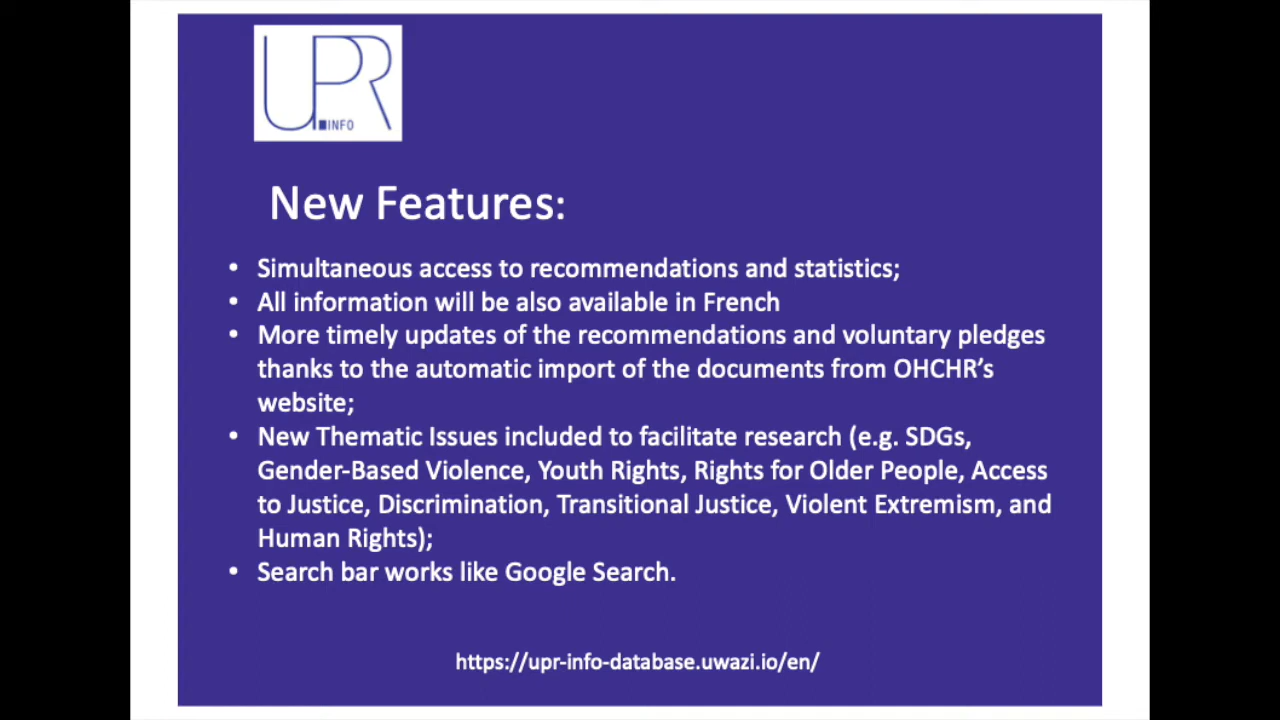 UPR
.INFO
New Features:
• Simultaneous access to recommendations and statistics;
• All information will be also available in French
• More timely updates of the recommendations and voluntary pledges
thanks to the automatic import of the documents from OHCHR’s
website;
• New Thematic Issues included to facilitate research (e.g. SDGs,
Gender-Based Violence, Youth Rights, Rights for Older People, Access
to Justice, Discrimination, Transitional Justice, Violent Extremism, and
Human Rights);
• Search bar works like Google Search.
https://upr-info-database.uwazi.io/en/